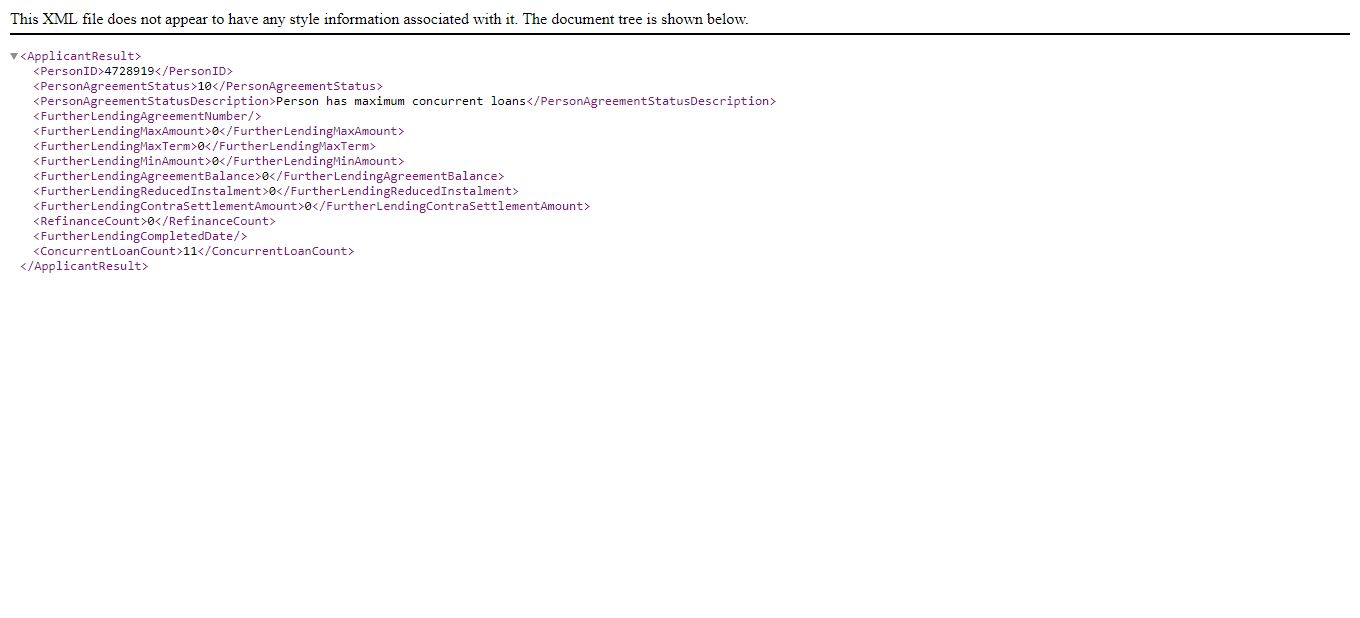 This XML file does not appear to have any style information associated with it. The document tree is shown below.
▼<ApplicantResult>
<PersonID>4728919</PersonID>
<PersonAgreementStatus>10</PersonAgreementStatus>
<PersonAgreementStatusDescription>Person has maximum concurrent loans</PersonAgreementStatusDescription>
<FurtherLendingAgreementNumber/>
<FurtherLendingMaxAmount>0</FurtherLendingMaxAmount>
<FurtherLendingMaxTerm>0</FurtherLendingMaxTerm>
<FurtherLendingMinAmount>0</FurtherLendingMinAmount>
<FurtherLendingAgreementBalance>0</FurtherLendingAgreementBalance>
<FurtherLendingReducedInstalment>0</FurtherLendingReducedInstalment>
<FurtherLendingContraSettlementAmount>0</FurtherLendingContraSettlementAmount>
<RefinanceCount>0</RefinanceCount>
<FurtherLendingCompletedDate/>
<ConcurrentLoanCount>11</ConcurrentLoanCount>
</ApplicantResult>